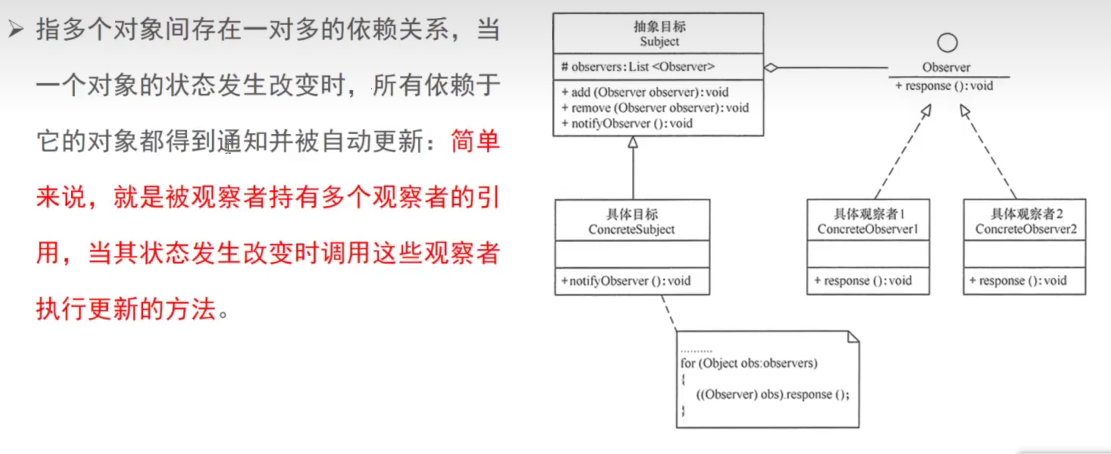 ➢ 指多个对象间存在一对多的依赖关系，当
一个对象的状态发生改变时，所有依赖于
它的对象都得到通知并被自动更新：简单
来说，就是被观察者持有多个观察者的引
用，当其状态发生改变时调用这些观察者
执行更新的方法。
抽象目标
Subject
# observers:List <Observer>
+ add (Observer observer):void
+ remove (Observer observer):void
+ notifyObserver ():void
Observer
+ response ():void
具体目标
ConcreteSubject
+notifyObserver ():void
具体观察者1
ConcreteObserver1
+ response ():void
具体观察者2
ConcreteObserver2
+ response ():void
..........
for (Object obs:observers)
{
((Observer) obs).response ();
}